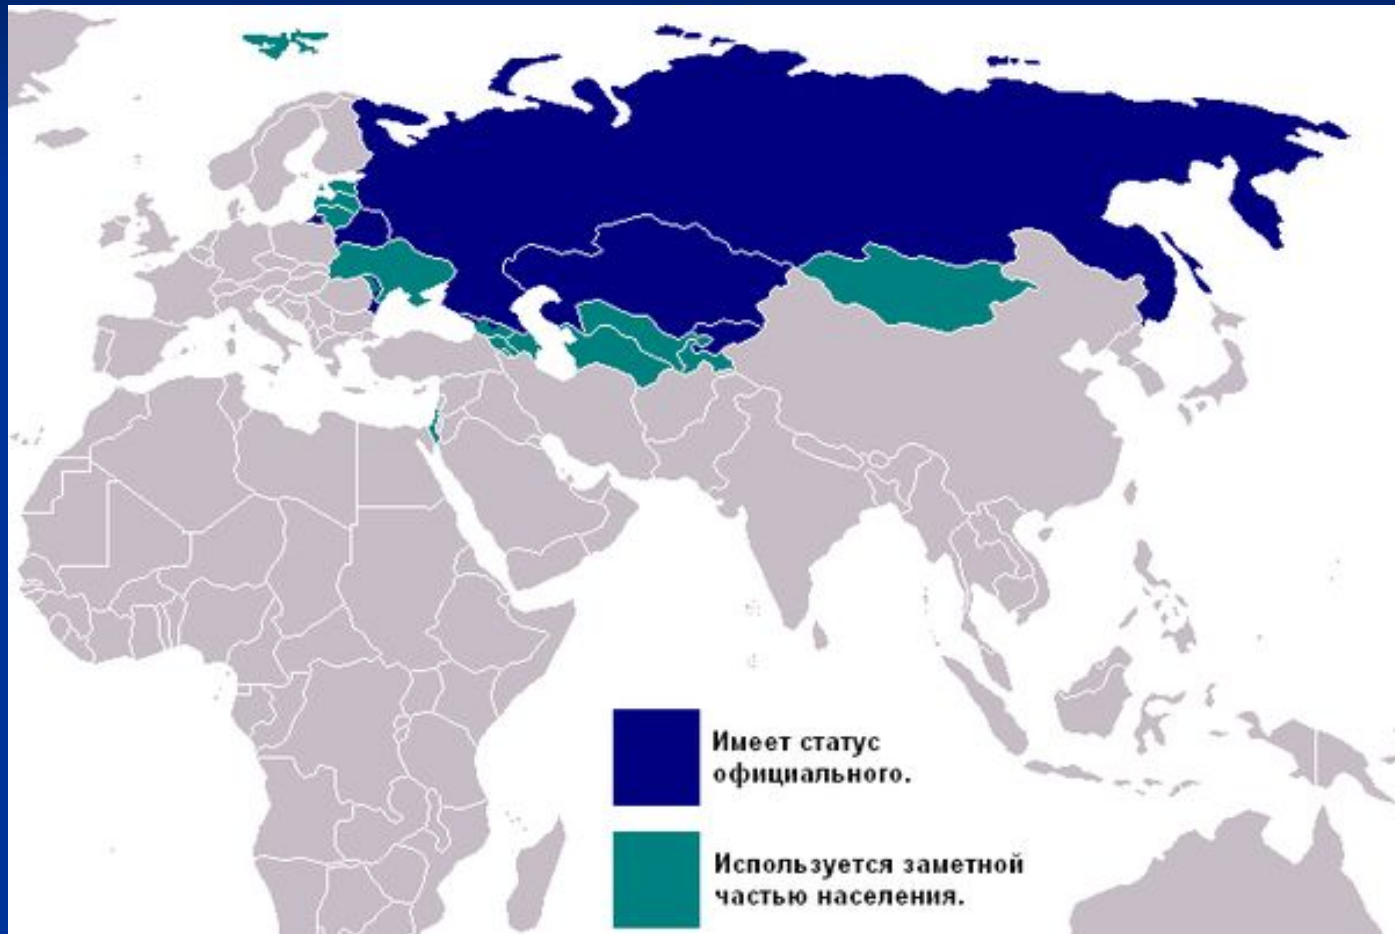 Имеет статус
официального.
Используется заметной
частью населения.